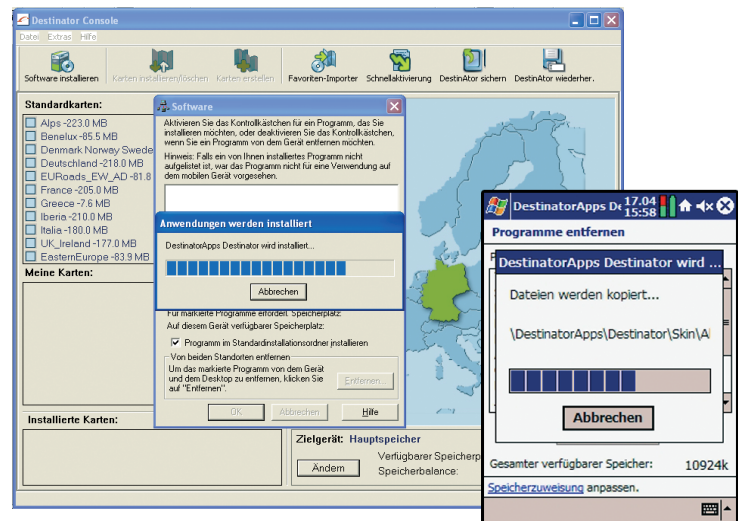 Destinator Console
Datei Extras Hilfe
Software installieren Karten installieren/löschen Karten erstellen Favoriten-Importer Schnellaktivierung DestinAtor sichern DestinAtor wiederher.
Standardkarten:
Alps -223.0 MB
Benelux -85.5 MB
Denmark Norway Swede
Deutschland -218.0 MB
EURoads_EW_AD -81.8
France -205.0 MB
Greece -7.6 MB
Iberia -210.0 MB
Italia -180.0 MB
UK_Ireland -177.0 MB
EasternEurope -83.9 MB
Meine Karten:
Installierte Karten:
Software
Aktivieren Sie das Kontrollkästchen für ein Programm, das Sie
installieren möchten, oder deaktivieren Sie das Kontrollkästchen,
wenn Sie ein Programm von dem Gerät entfernen möchten.
Hinweis: Falls ein von Ihnen installiertes Programm nicht
aufgelistet ist, war das Programm nicht für eine Verwendung auf
dem mobilen Gerät vorgesehen.
Anwendungen werden installiert
DestinatorApps Destinator wird installiert...
Abbrechen
Für markierte Programme erforderl. Speicherplatz:
Auf diesem Gerät verfügbarer Speicherplatz:
Programm im Standardinstallationsordner installieren
Von beiden Standorten entfernen
Um das markierte Programm von dem Gerät
und dem Desktop zu entfernen, klicken Sie
auf "Entfernen".
Entfernen...
OK Abbrechen Hilfe
Zielgerät: Hauptspeicher
Ändern
Verfügbarer Speicherp
Speicherbalance:
DestinatorApps De 17.04
15:58
Programme entfernen
DestinatorApps Destinator wird ...
Dateien werden kopiert...
\DestinatorApps\Destinator\Skin\A
Abbrechen
Gesamter verfügbarer Speicher: 10924k
Speicherzuweisung anpassen.